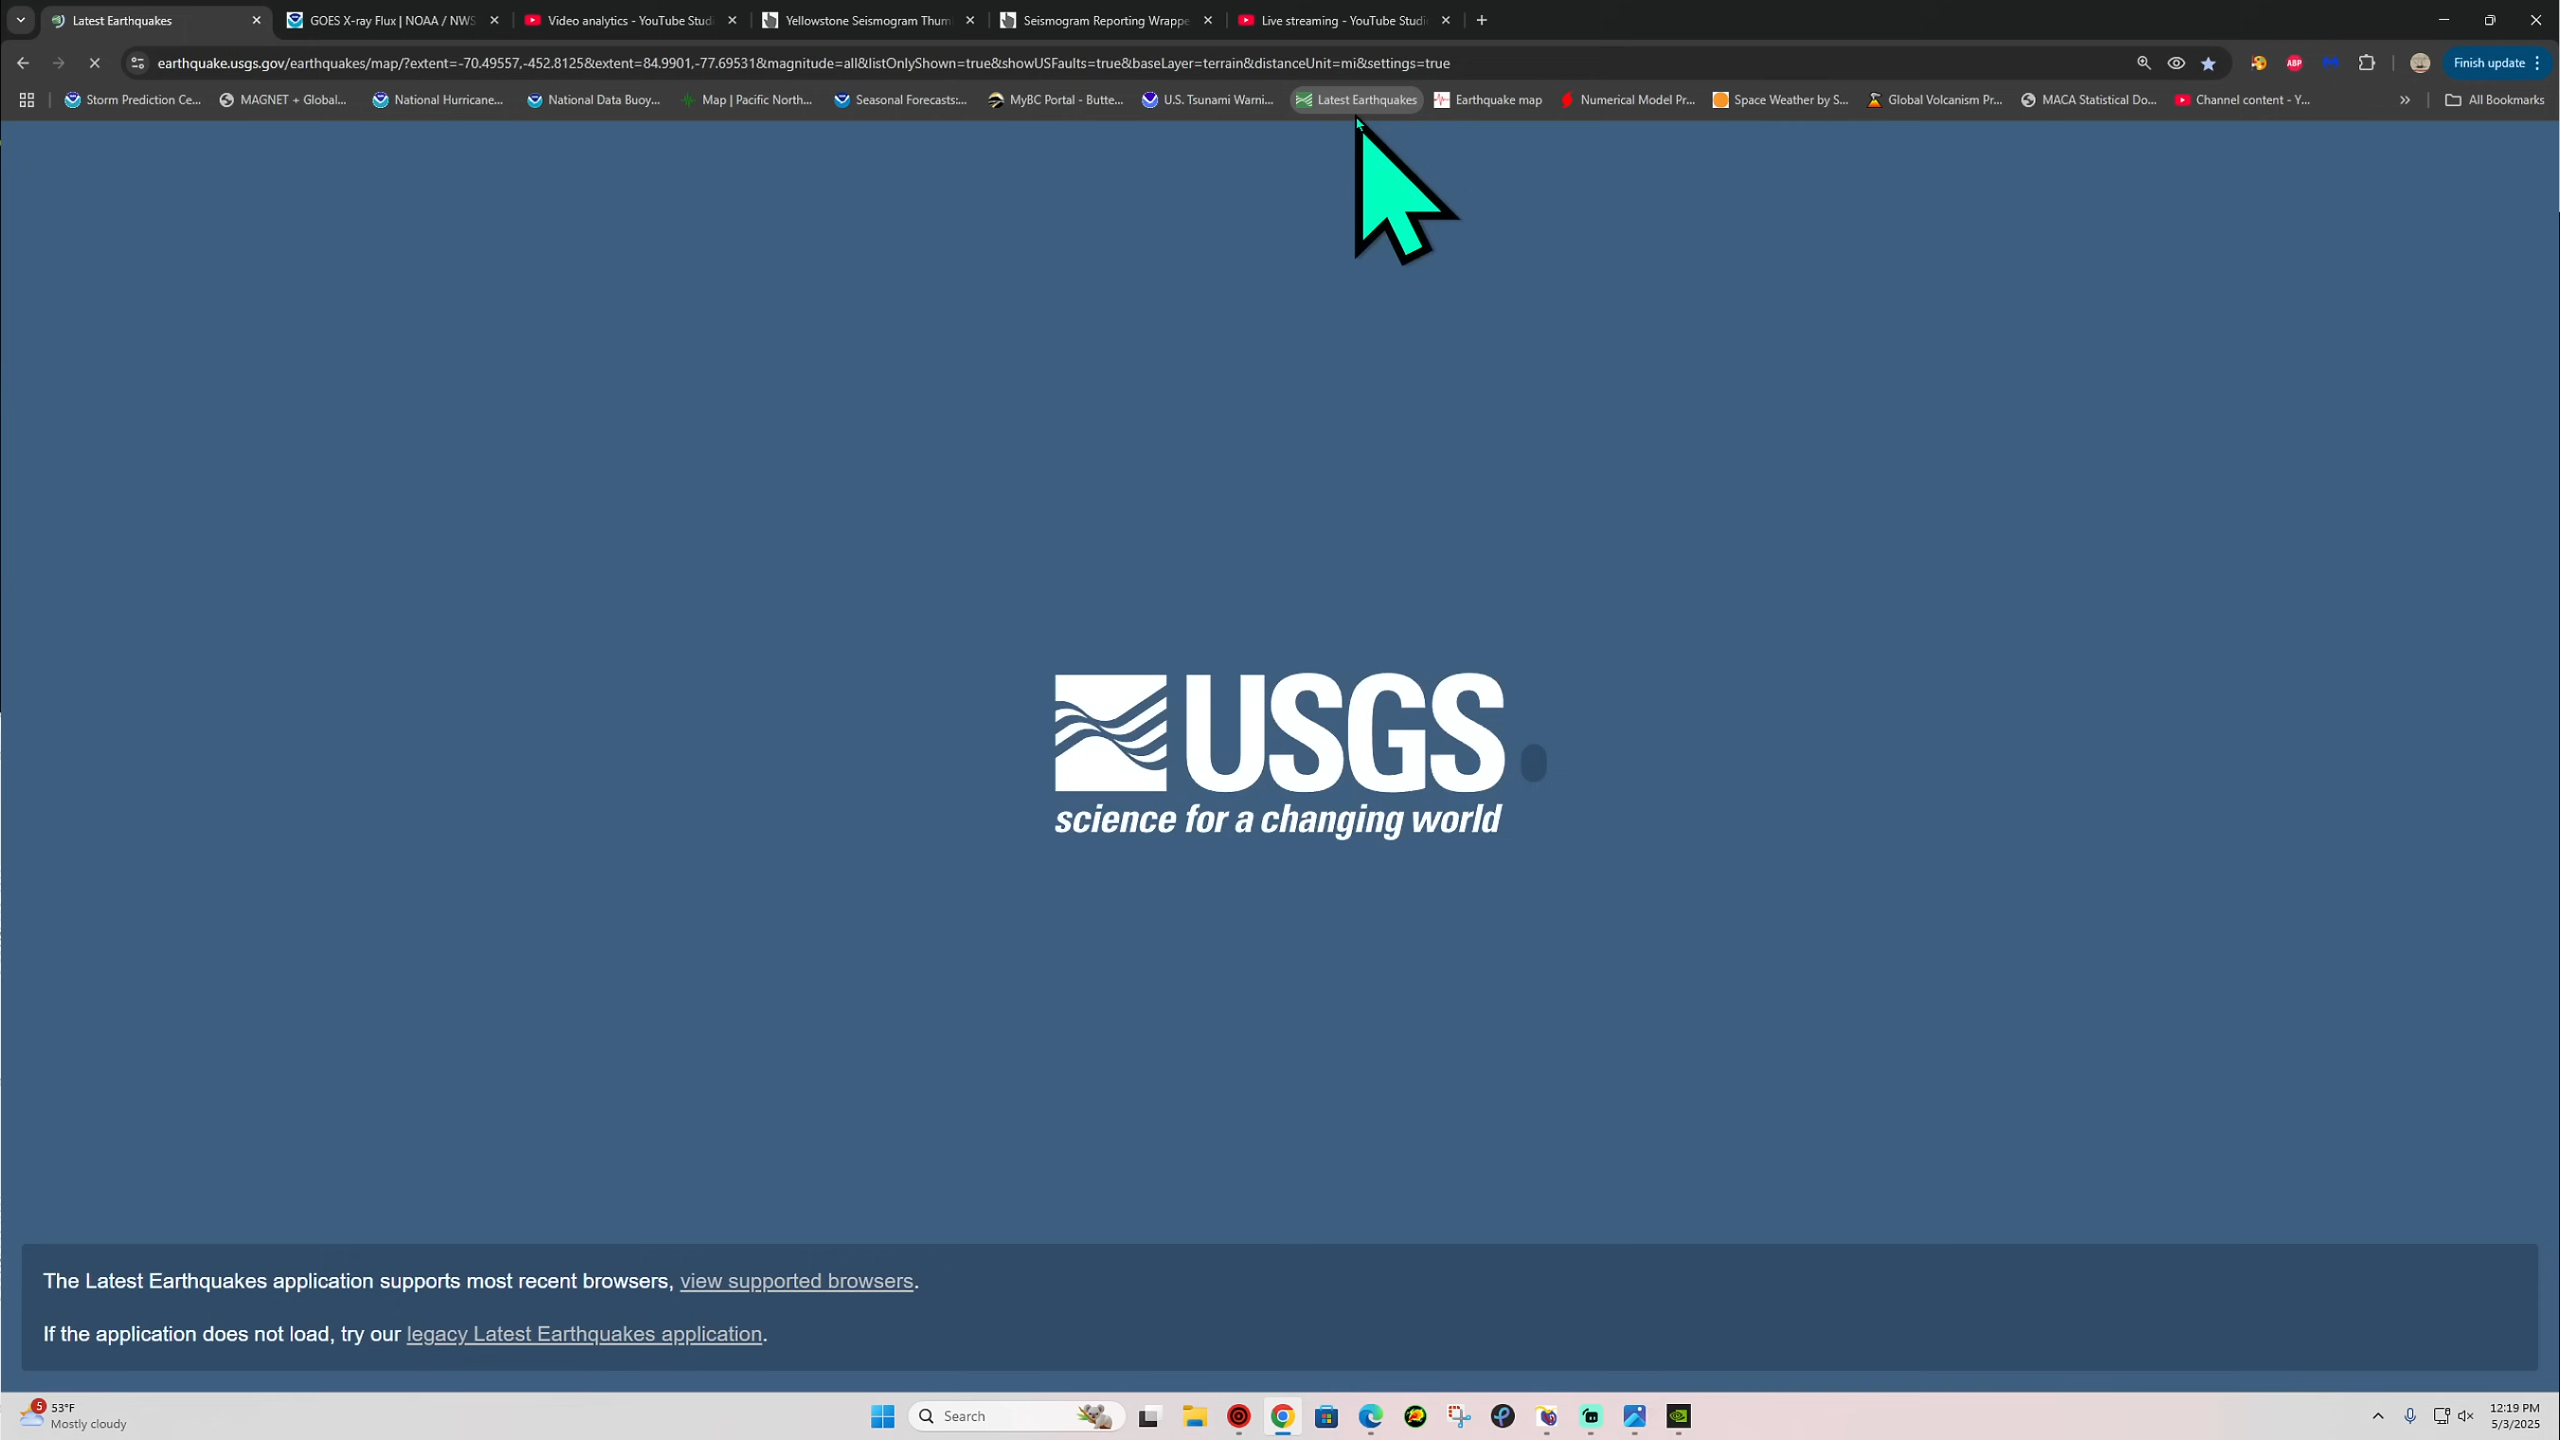 Latest Earthquakes
GOES X-ray Flux | NOAA / NWS
Video analytics - YouTube Studi
Yellowstone Seismogram Thum
Seismogram Reporting Wrappe
Live streaming - YouTube Studi
earthquake.usgs.gov/earthquakes/map/?extent=-70.49557,-452.8125&extent=84.9901,-77.69531&magnitude=all&listOnlyShown=true&showUSFaults=true&baseLayer=terrain&distanceUnit=mi&settings=true
ABP
Finish update
Storm Prediction Ce...
MAGNET + Global...
National Hurricane...
National Data Buoy...
Map | Pacific North...
Seasonal Forecasts:...
MyBC Portal - Butte...
U.S. Tsunami Warni...
Latest Earthquakes
Earthquake map
Numerical Model Pr...
Space Weather by S...
Global Volcanism Pr...
MACA Statistical Do...
Channel content - Y...
All Bookmarks
USGS
science for a changing world
The Latest Earthquakes application supports most recent browsers, view supported browsers.
If the application does not load, try our legacy Latest Earthquakes application.
5
53°F
Mostly cloudy
Search
12:19 PM
5/3/2025